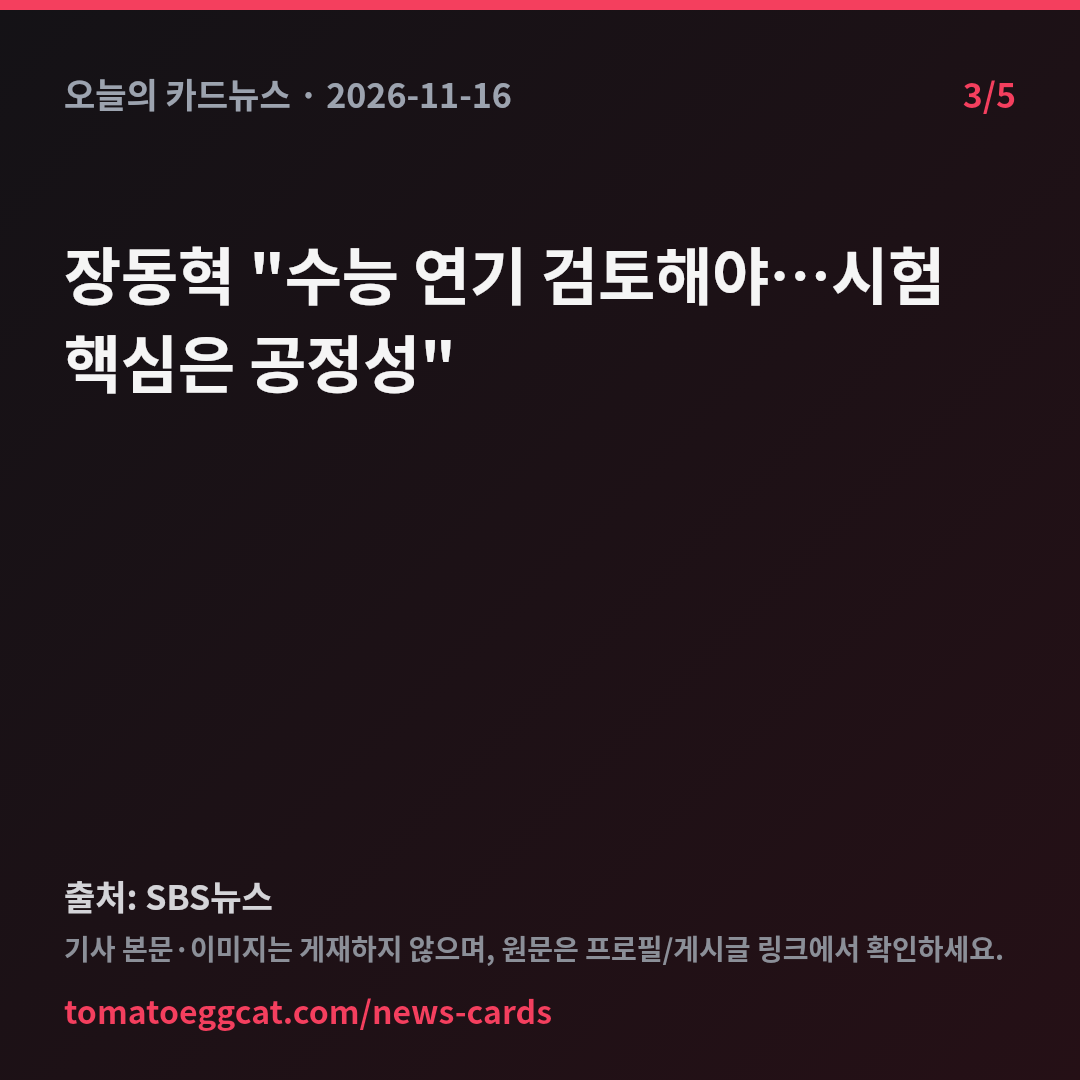 오늘의 카드뉴스 · 2026-11-16
3/5
장동혁 "수능 연기 검토해야…시험
핵심은 공정성"
출처: SBS뉴스
기사 본문·이미지는 게재하지 않으며, 원문은 프로필/게시글 링크에서 확인하세요.
tomatoeggcat.com/news-cards